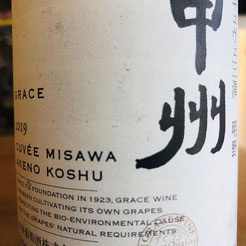 甲州
GRACE
2019
CUVÉE MISAWA
AKENO KOSHU
FOUNDATION IN 1923, GRACE WINE
CULTIVATING ITS OWN GRAPES
THE BIO-ENVIRONMENTAL CAUSE
GRAPES' NATURAL REQUIREMENTS